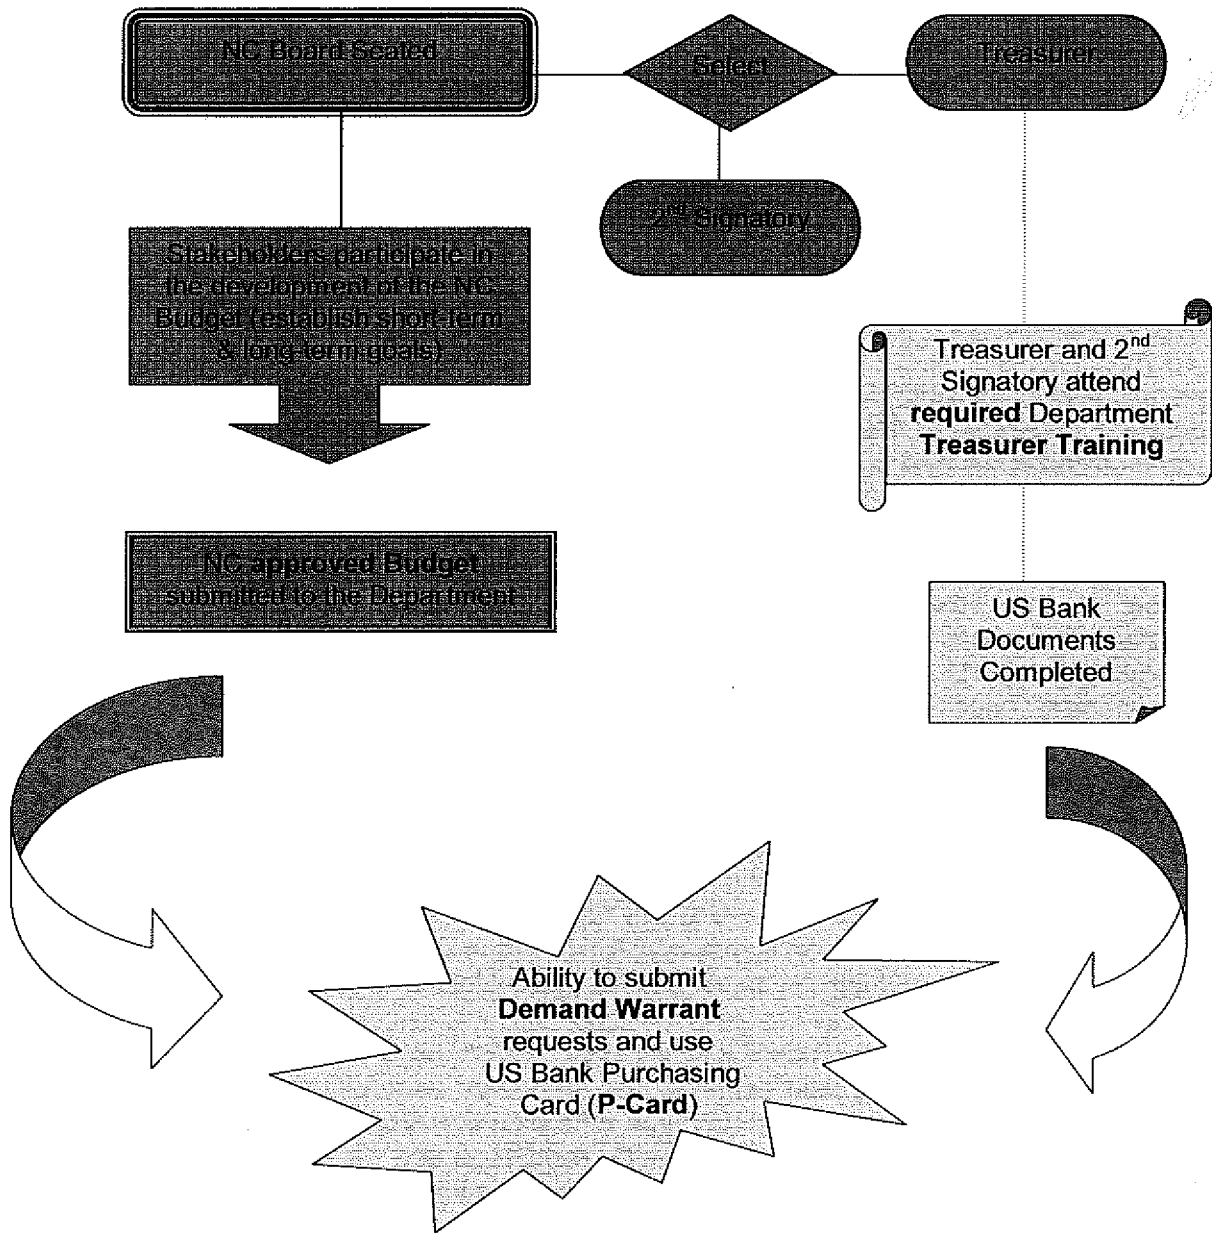 NC Board Seated
Select
Treasurer
2nd Signatory
Stakeholders participate in
the development of the NC
Budget (establish short-term
& long-term goals)
Treasurer and 2nd
Signatory attend
required Department
Treasurer Training
NC approved Budget
submitted to the Department
US Bank
Documents
Completed
Ability to submit
Demand Warrant
requests and use
US Bank Purchasing
Card (P-Card)